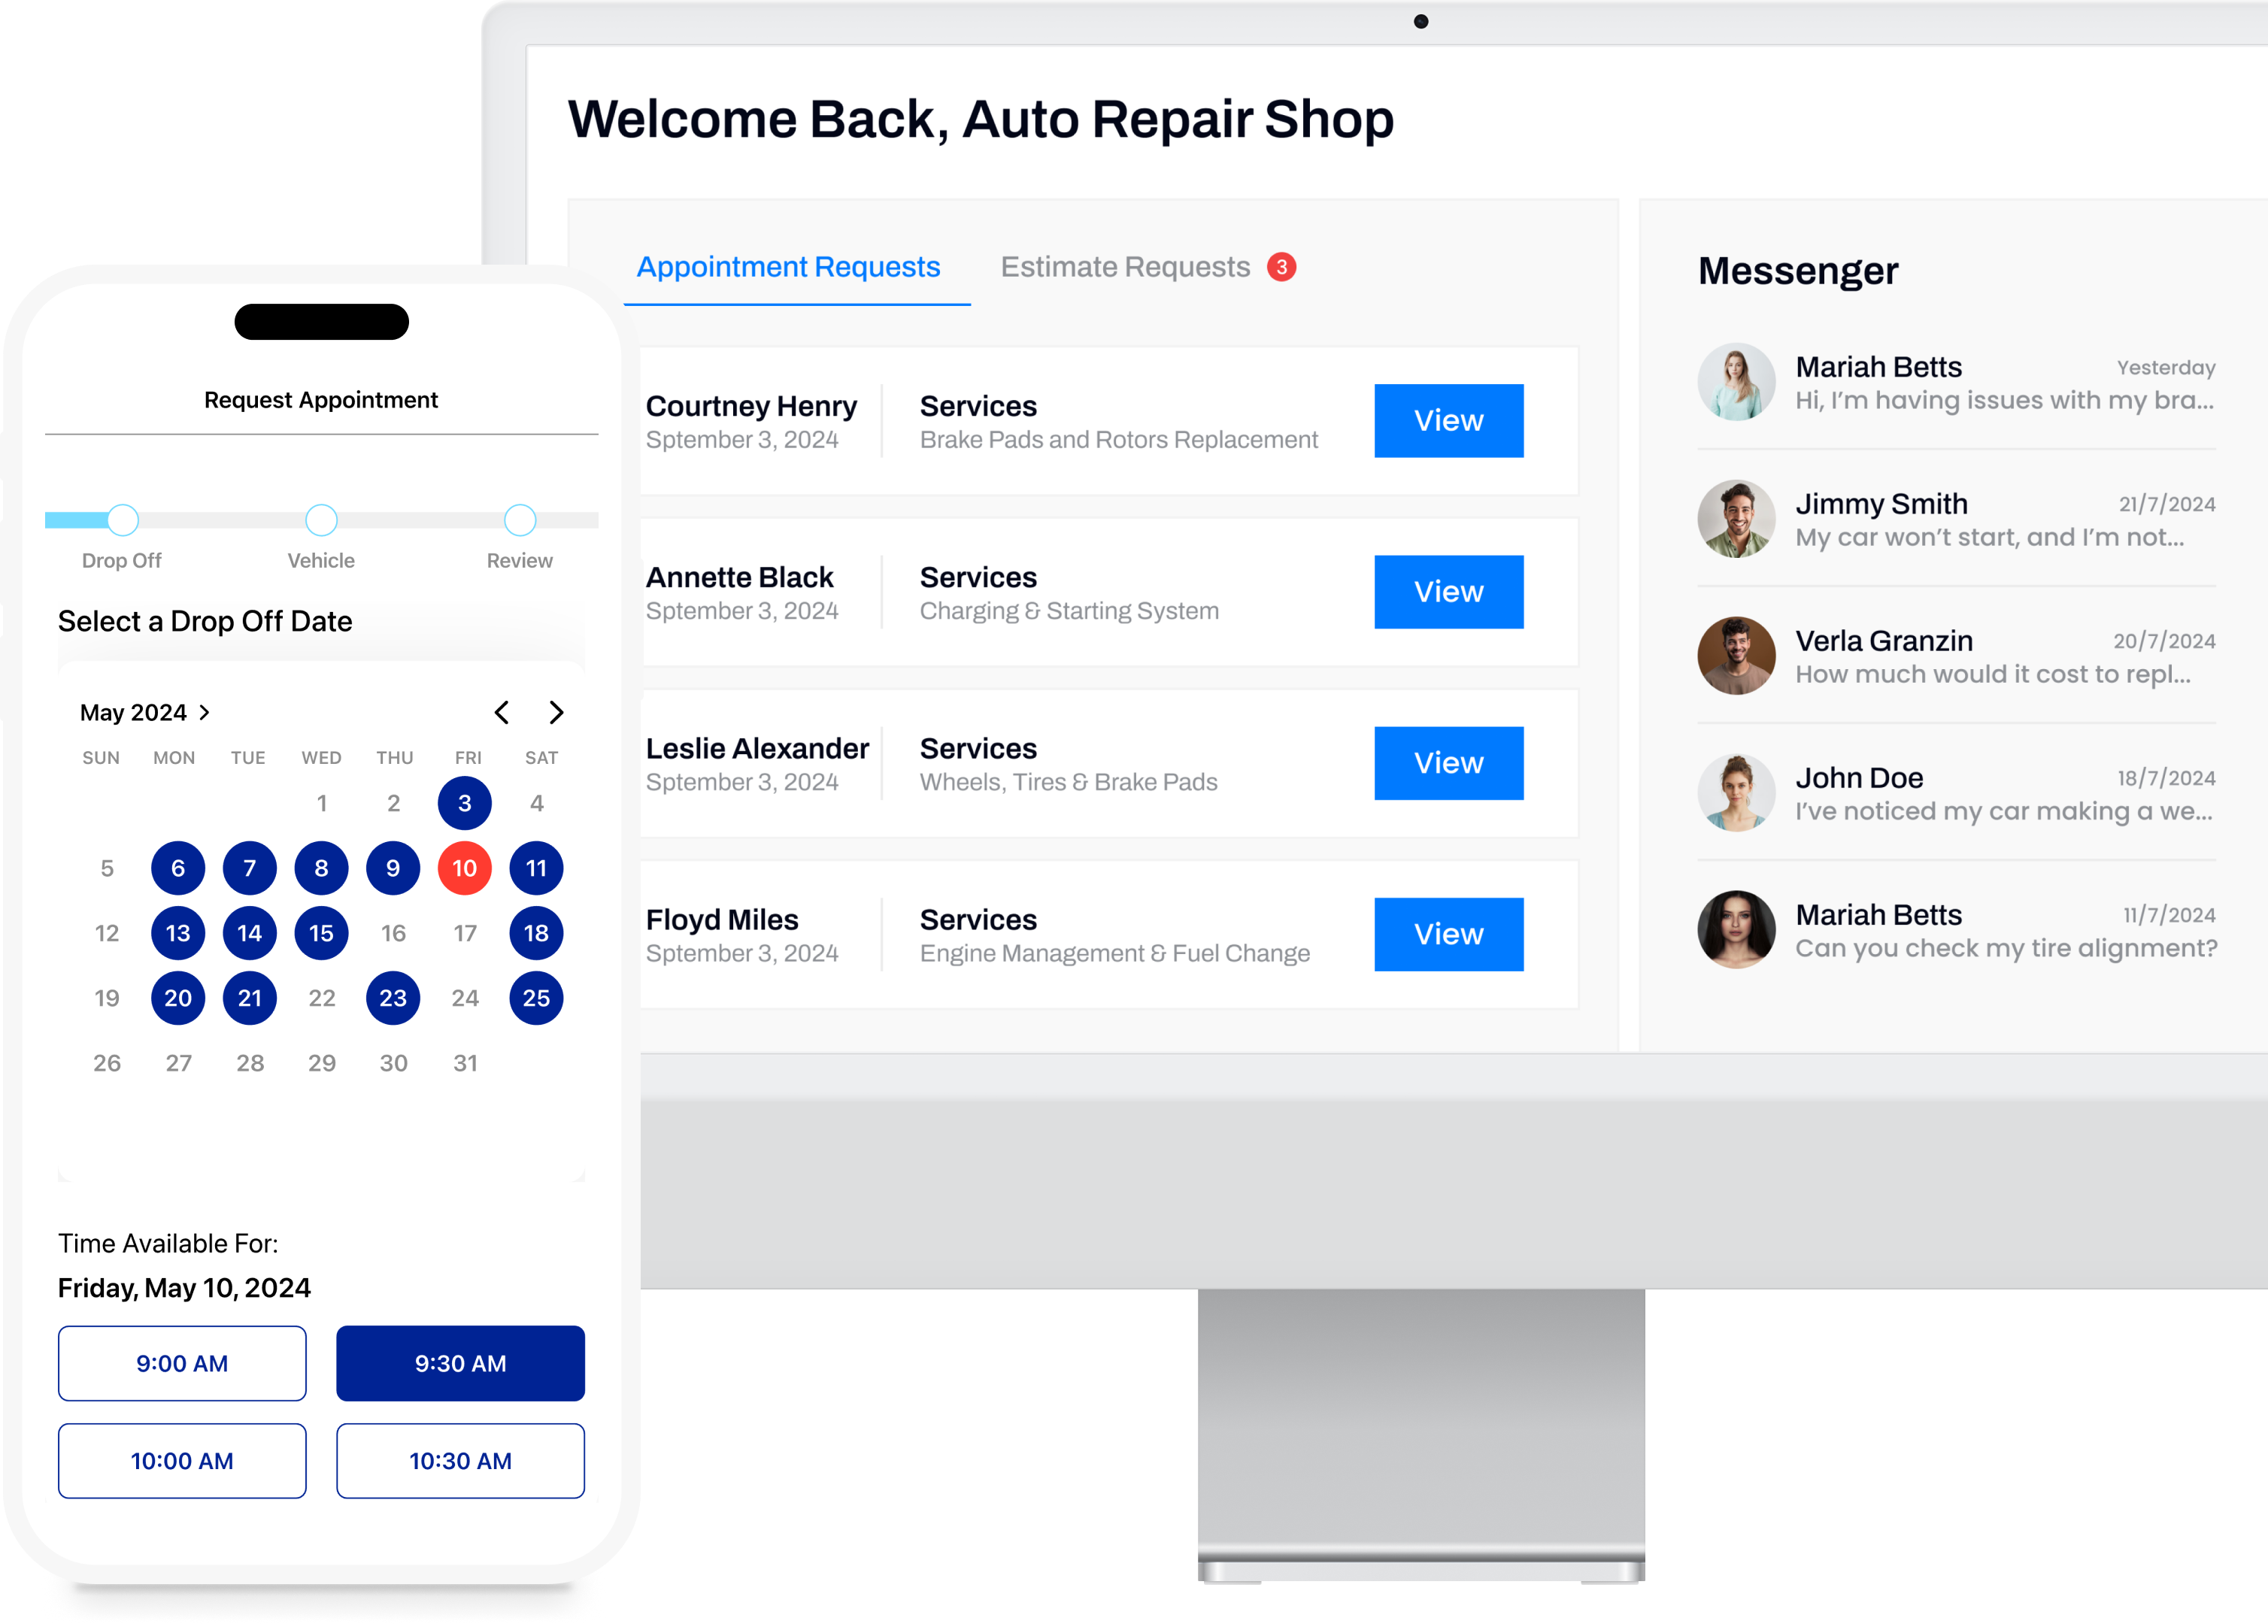 Welcome Back, Auto Repair Shop
Appointment Requests
Estimate Requests 3
Courtney Henry
Sptember 3, 2024
Services
Brake Pads and Rotors Replacement
View
Annette Black
Sptember 3, 2024
Services
Charging & Starting System
View
Leslie Alexander
Sptember 3, 2024
Services
Wheels, Tires & Brake Pads
View
Floyd Miles
Sptember 3, 2024
Services
Engine Management & Fuel Change
View
Messenger
Mariah Betts Yesterday
Hi, I’m having issues with my bra...
Jimmy Smith 21/7/2024
My car won’t start, and I’m not...
Verla Granzin 20/7/2024
How much would it cost to repl...
John Doe 18/7/2024
I’ve noticed my car making a we...
Mariah Betts 11/7/2024
Can you check my tire alignment?
Request Appointment
Drop Off Vehicle Review
Select a Drop Off Date
May 2024
SUN MON TUE WED THU FRI SAT
1 2 3 4
5 6 7 8 9 10 11
12 13 14 15 16 17 18
19 20 21 22 23 24 25
26 27 28 29 30 31
Time Available For:
Friday, May 10, 2024
9:00 AM 9:30 AM
10:00 AM 10:30 AM